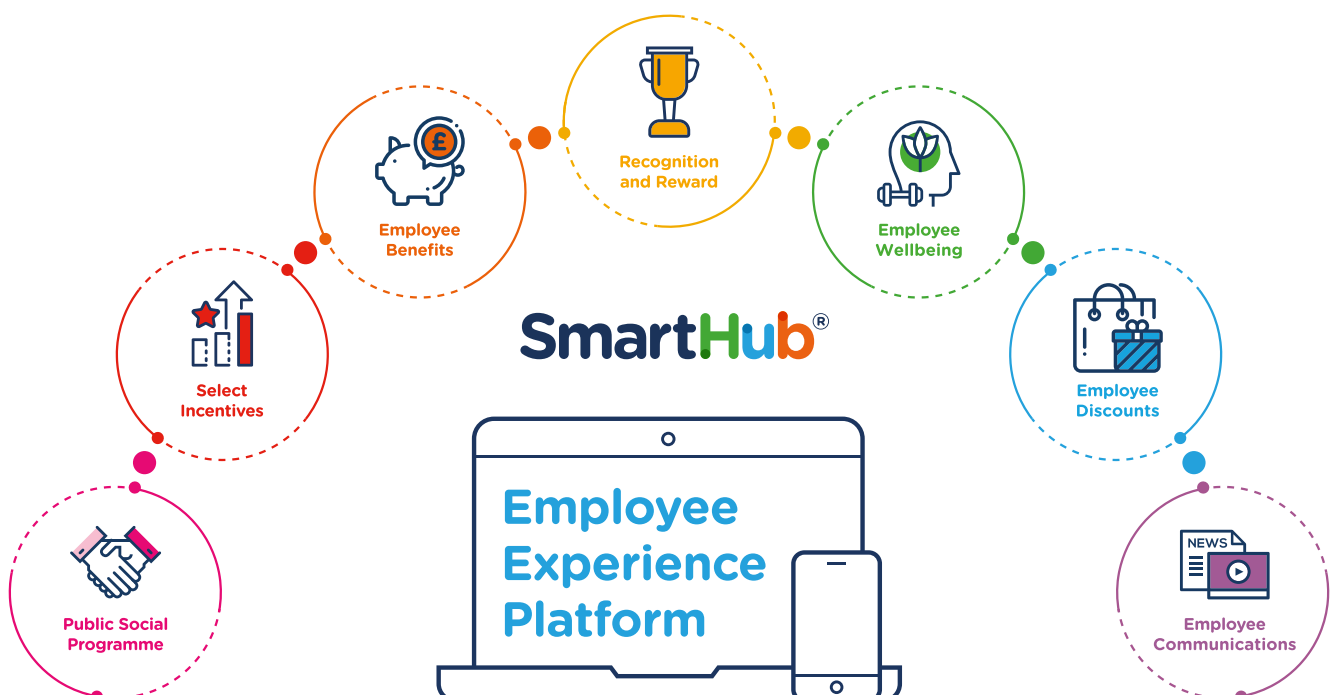 Recognition
and Reward
Employee
Benefits
£
Employee
Wellbeing
Select
Incentives
SmartHub®
Employee
Discounts
Employee
Experience
Platform
Public Social
Programme
NEWS
Employee
Communications